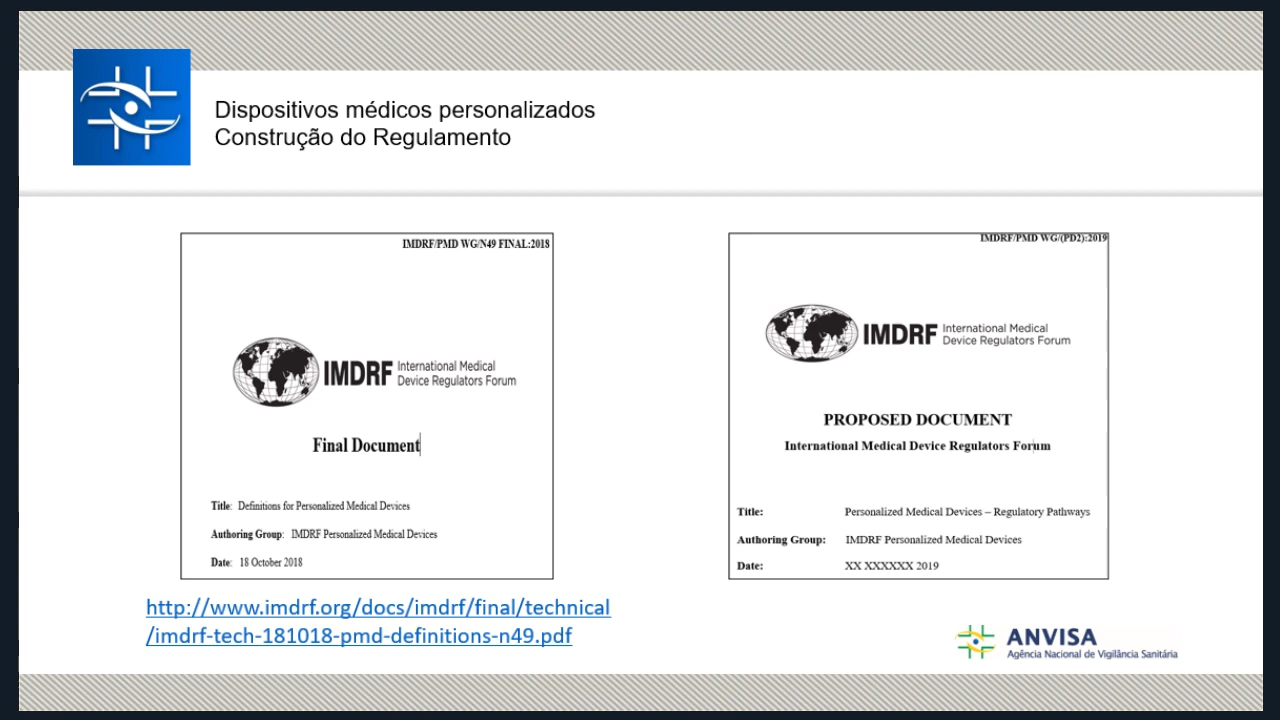 Dispositivos médicos personalizados
Construção do Regulamento
IMDRF/PMD WG/N49 FINAL:2018
IMDRF International Medical
Device Regulators Forum
Final Document
Title: Definitions for Personalized Medical Devices
Authoring Group: IMDRF Personalized Medical Devices
Date: 18 October 2018
http://www.imdrf.org/docs/imdrf/final/technical
/imdrf-tech-181018-pmd-definitions-n49.pdf
IMDRF/PMD WG/(PD2):2019
IMDRF International Medical
Device Regulators Forum
PROPOSED DOCUMENT
International Medical Device Regulators Forum
Title: Personalized Medical Devices – Regulatory Pathways
Authoring Group: IMDRF Personalized Medical Devices
Date: XX XXXXXX 2019
ANVISA
Agência Nacional de Vigilância Sanitária